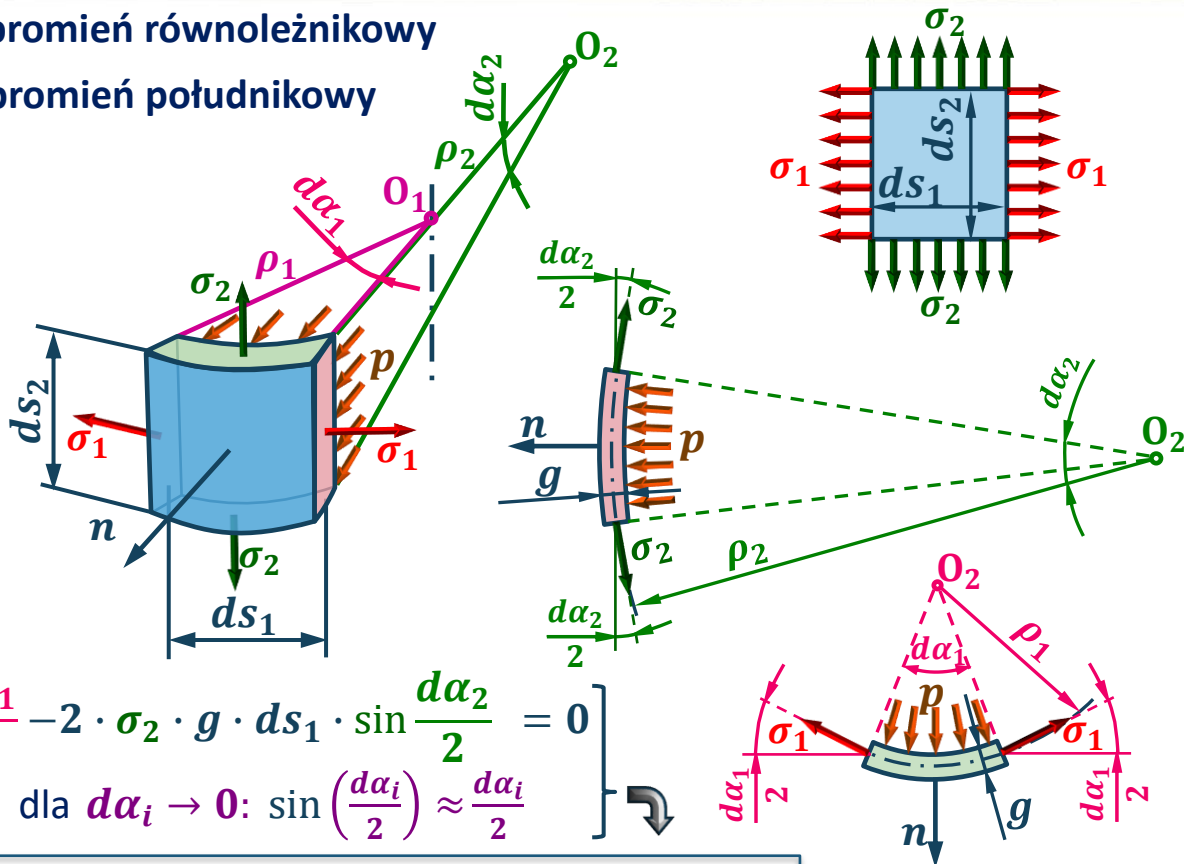 promień równoleżnikowy
promień południkowy
O₂
dα₂
ρ₂
O₁
dα₁
ρ₁
σ₂
p
ds₂
σ₁
σ₁
n
σ₂
ds₁
σ₂
σ₁
ds₂
ds₁
σ₁
σ₂
dα₂/2
σ₂
n
p
g
dα₂
O₂
σ₂
ρ₂
dα₂/2
O₂
dα₁
ρ₁
p
σ₁
σ₁
dα₁/2
dα₁/2
g
n
1 −2 · σ₂ · g · ds₁ · sin dα₂/2 = 0
dla dαᵢ → 0: sin (dαᵢ/2) ≈ dαᵢ/2